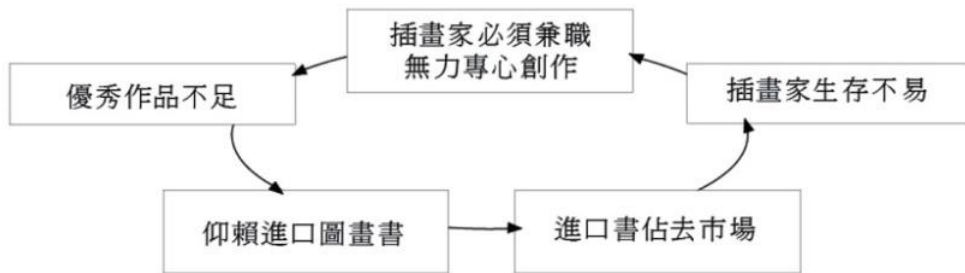 插畫家必須兼職
無力專心創作
優秀作品不足
插畫家生存不易
仰賴進口圖畫書
進口書佔去市場